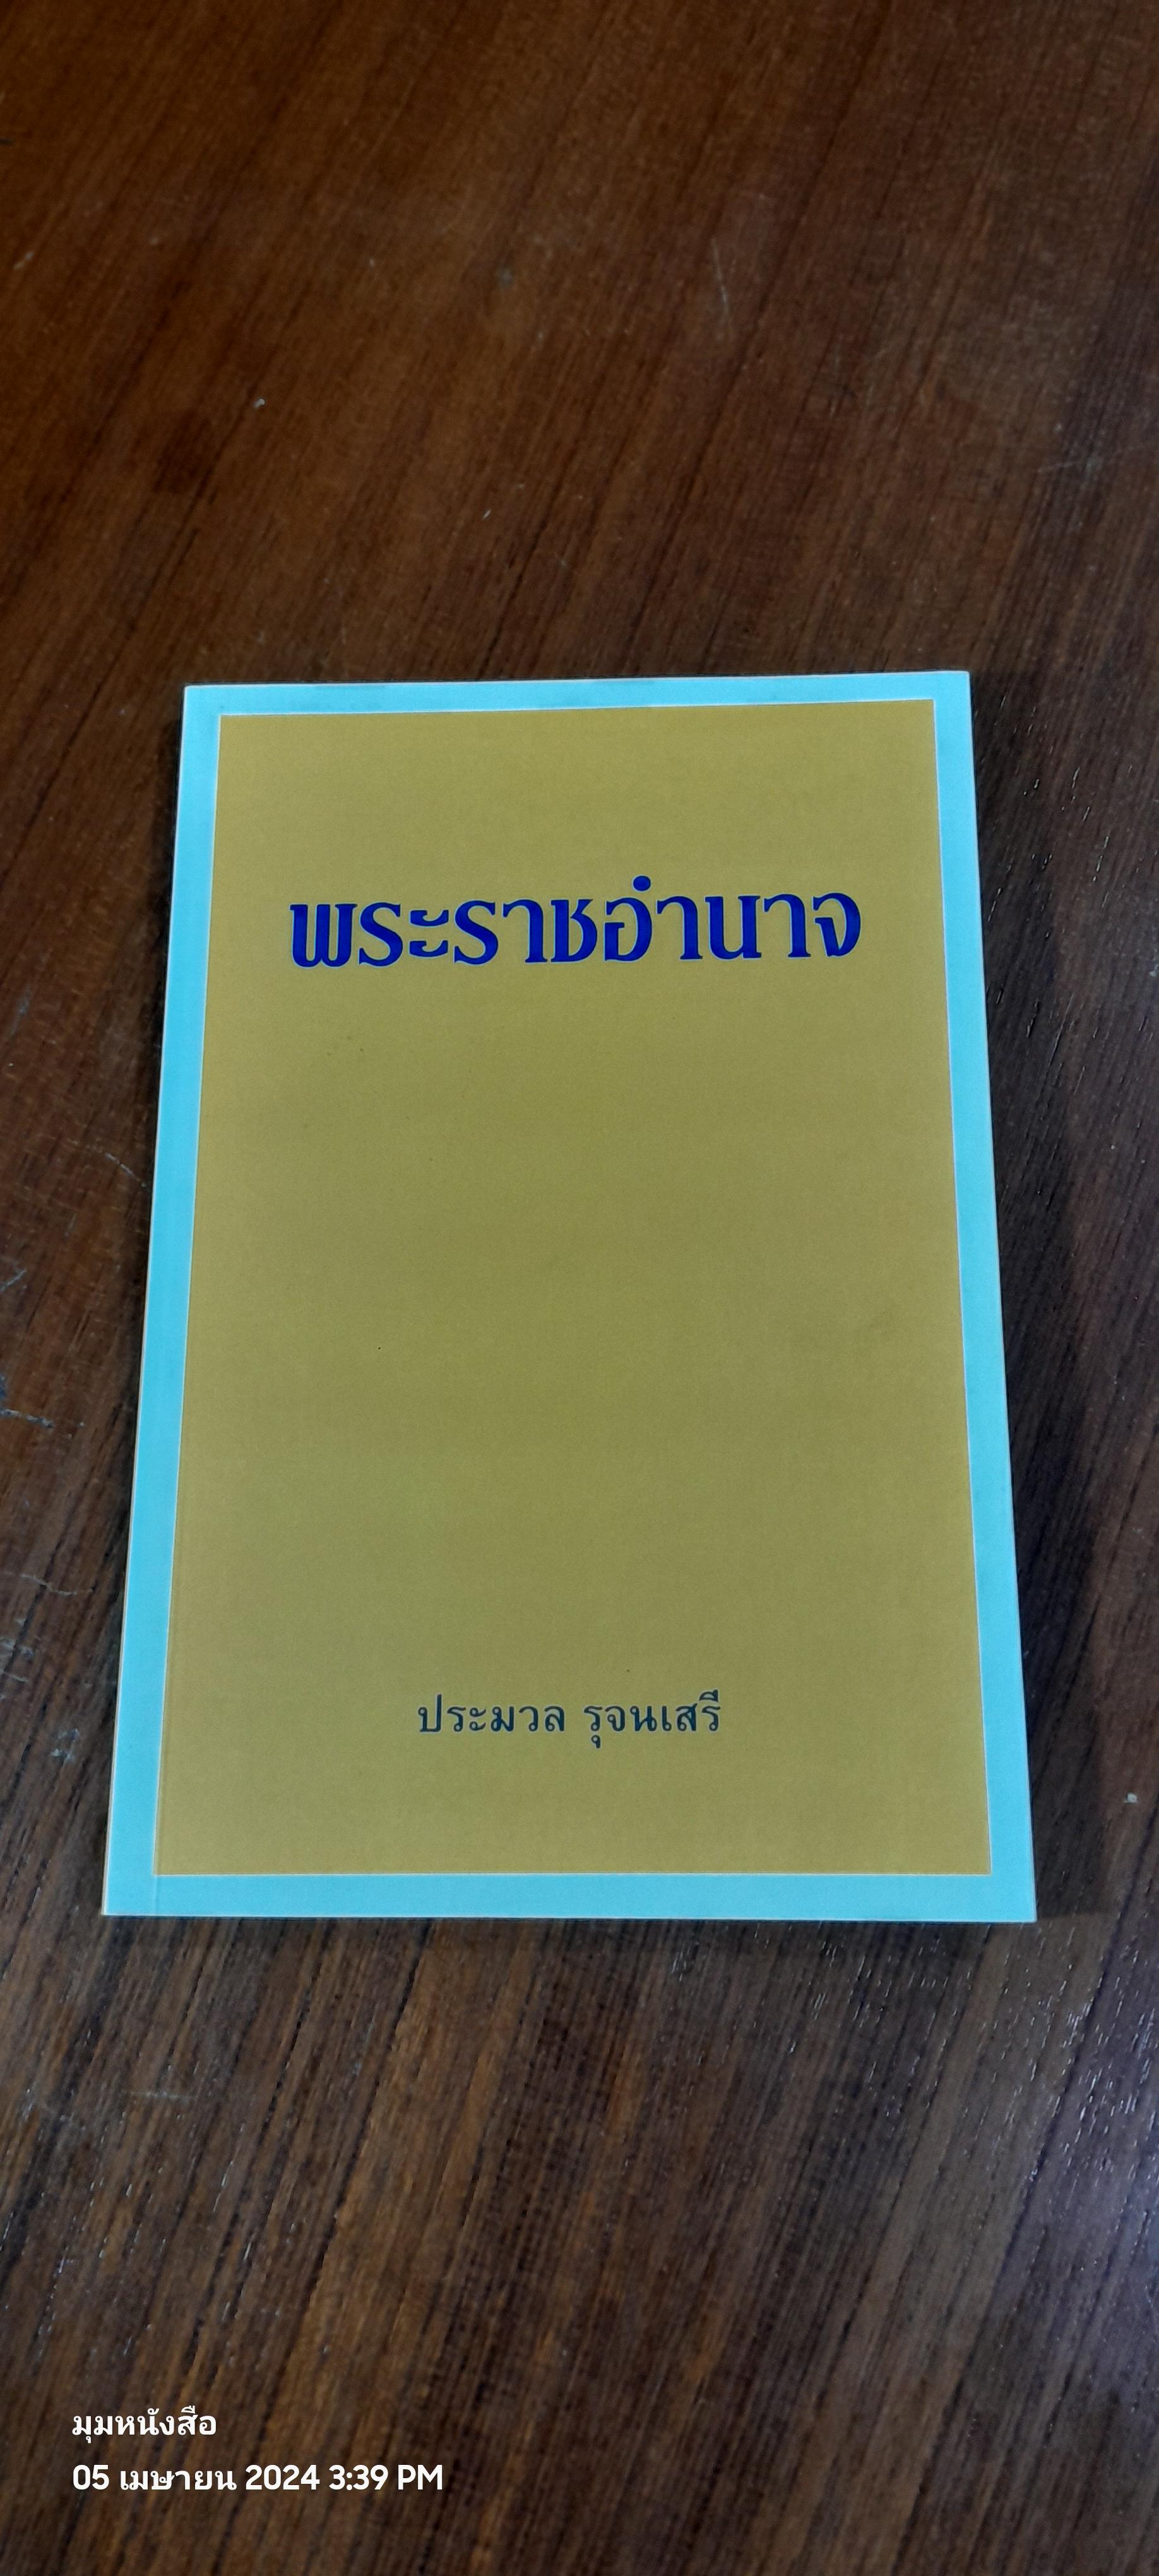 พระราชอำนาจ
ประมวล รุจนเสรี
มุมหนังสือ
05 เมษายน 2024 3:39 PM